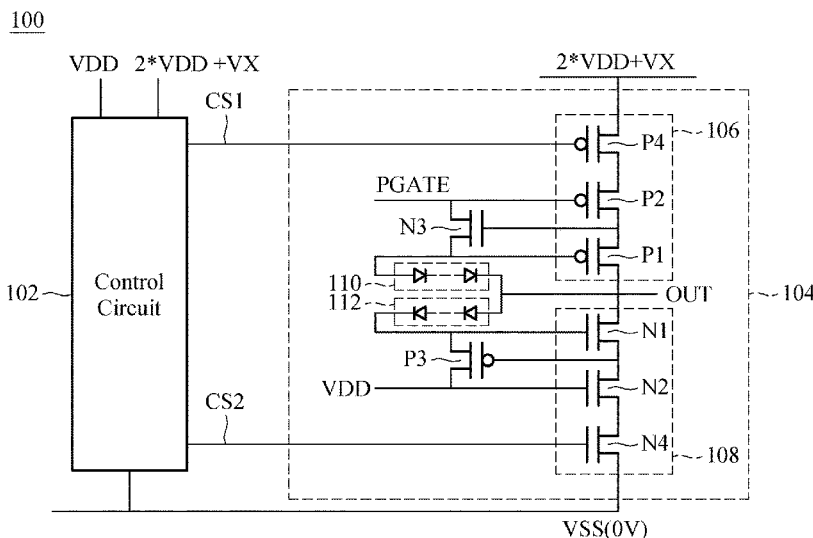 100
VDD 2*VDD +VX
2*VDD+VX
CS1
106
P4
PGATE
P2
N3
P1
Control
Circuit
102
110
112
OUT
104
N1
P3
VDD
N2
CS2
N4
108
VSS(0V)